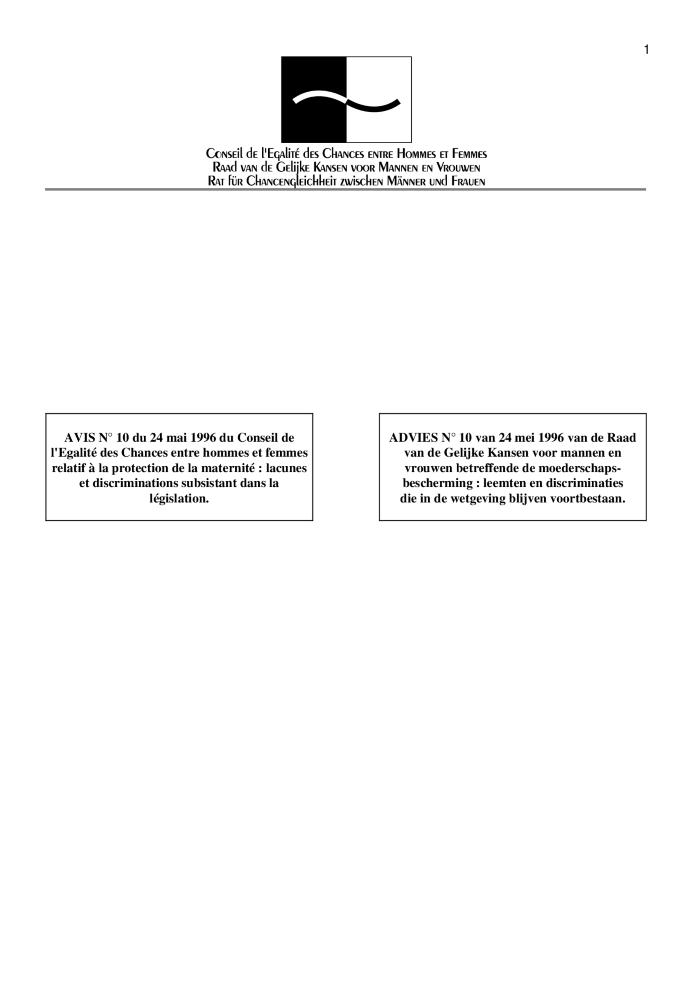 1
Conseil de l'Egalité des Chances entre Hommes et Femmes
Raad van de Gelijke Kansen voor Mannen en Vrouwen
Rat für Chancengleichheit zwischen Männer und Frauen
AVIS N° 10 du 24 mai 1996 du Conseil de
l'Egalité des Chances entre hommes et femmes
relatif à la protection de la maternité : lacunes
et discriminations subsistant dans la
législation.
ADVIES N° 10 van 24 mei 1996 van de Raad
van de Gelijke Kansen voor mannen en
vrouwen betreffende de moederschaps-
bescherming : leemten en discriminaties
die in de wetgeving blijven voortbestaan.